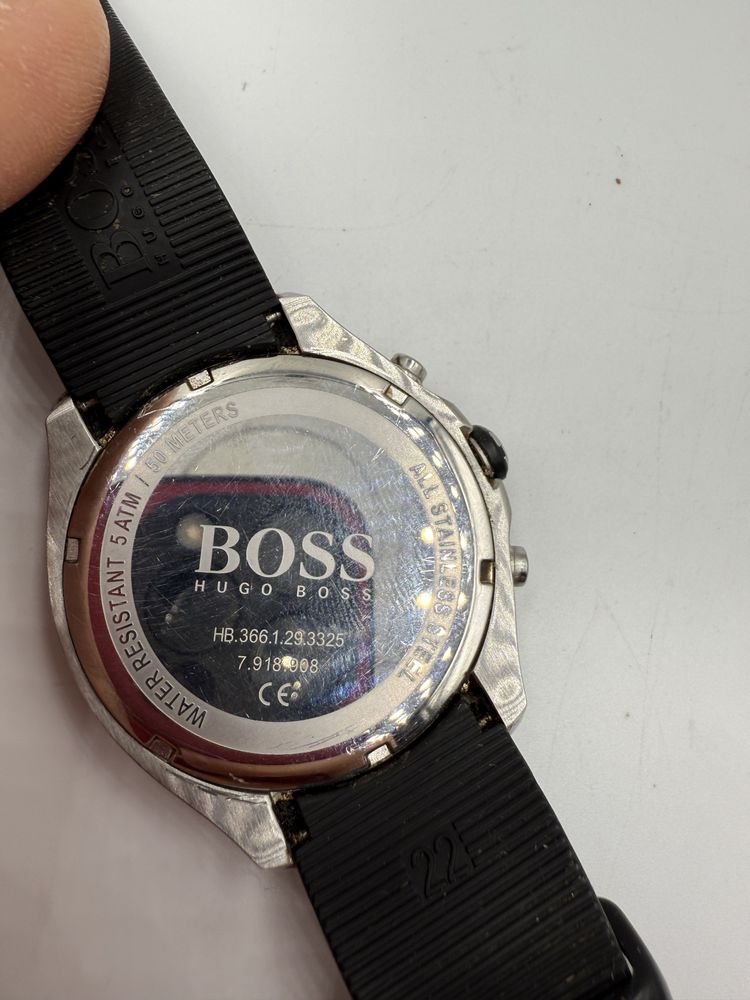 BOSS
HUGO
WATER RESISTANT 5 ATM / 50 METERS
ALL STAINLESS STEEL
BOSS
HUGO BOSS
HB.366.1.29.3325
7.918.908
CE
22